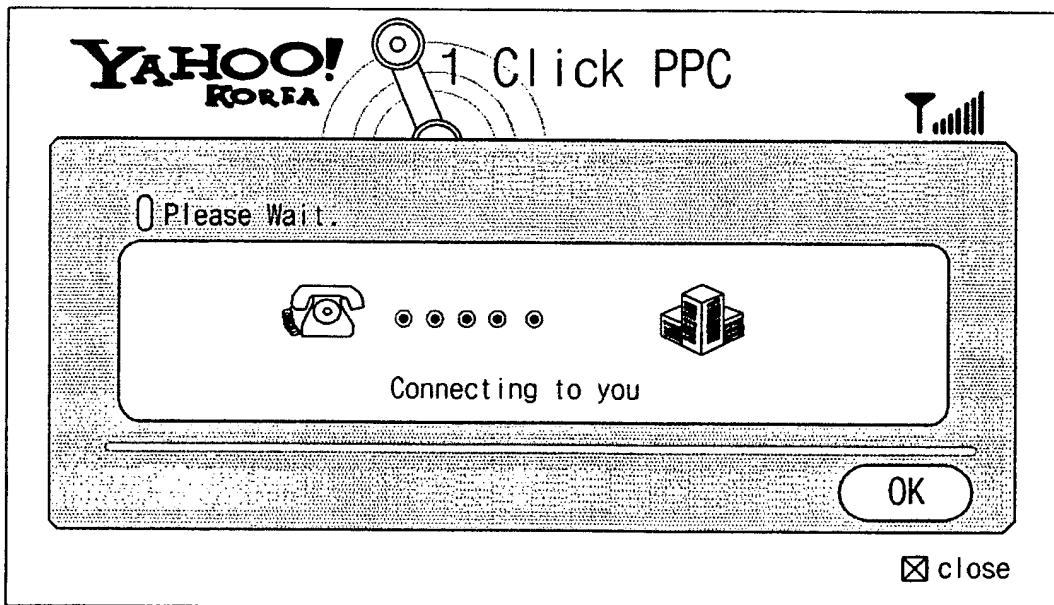 YAHOO! 1 Click PPC
KOREA
Please Wait.
Connecting to you
OK
close